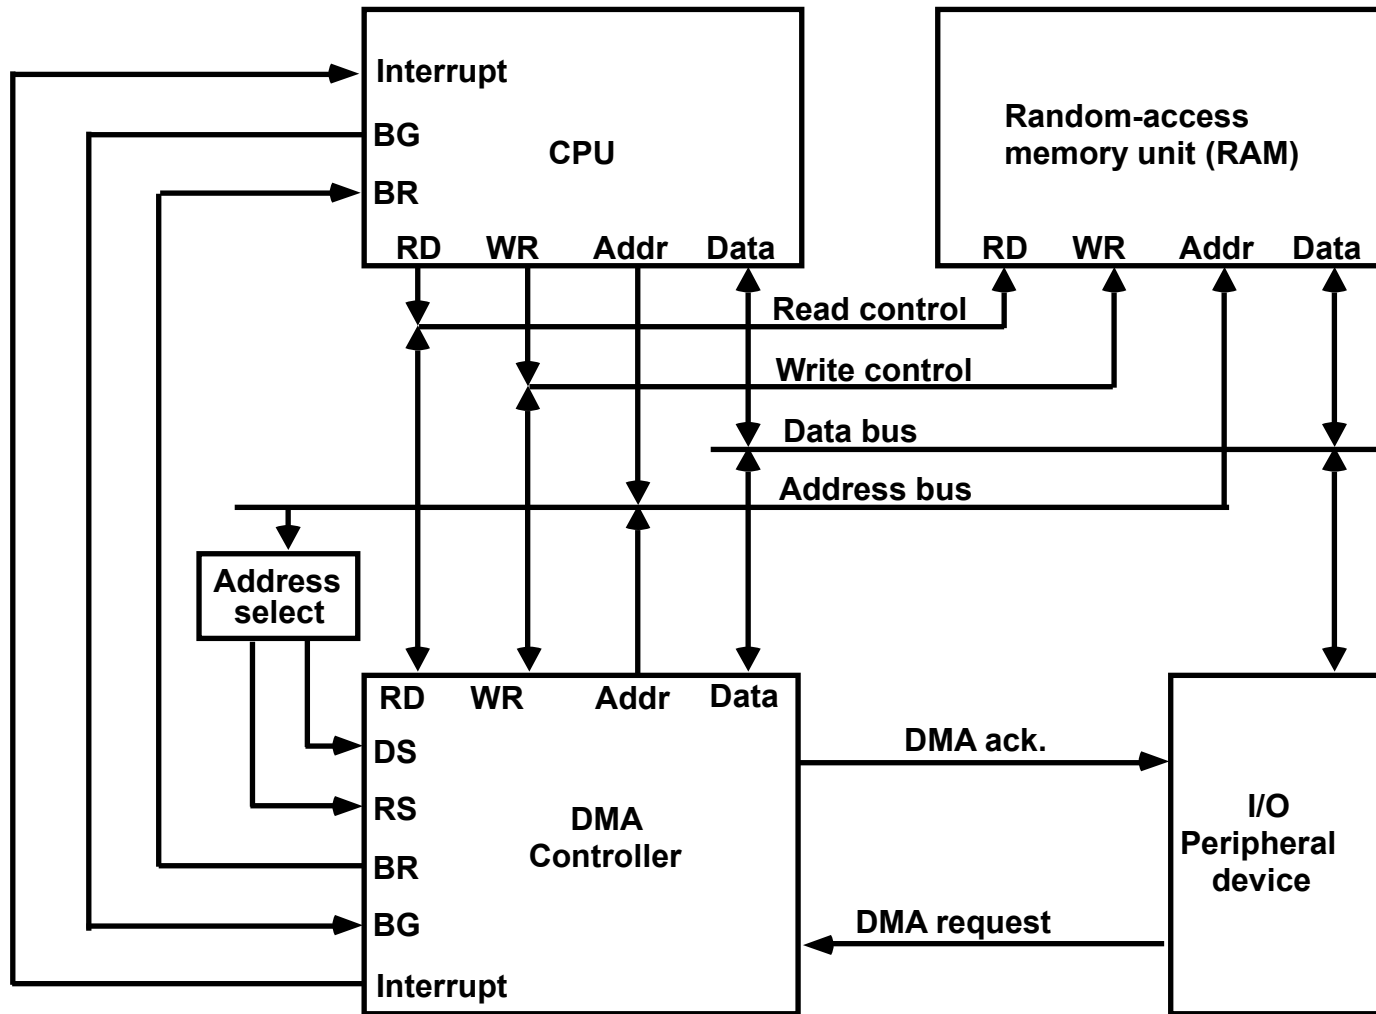 Interrupt
BG
CPU
BR
RD WR Addr Data
Random-access
memory unit (RAM)
RD WR Addr Data
Read control
Write control
Data bus
Address bus
Address
select
RD WR Addr Data
DS
RS
BR
BG
Interrupt
DMA
Controller
DMA ack.
DMA request
I/O
Peripheral
device